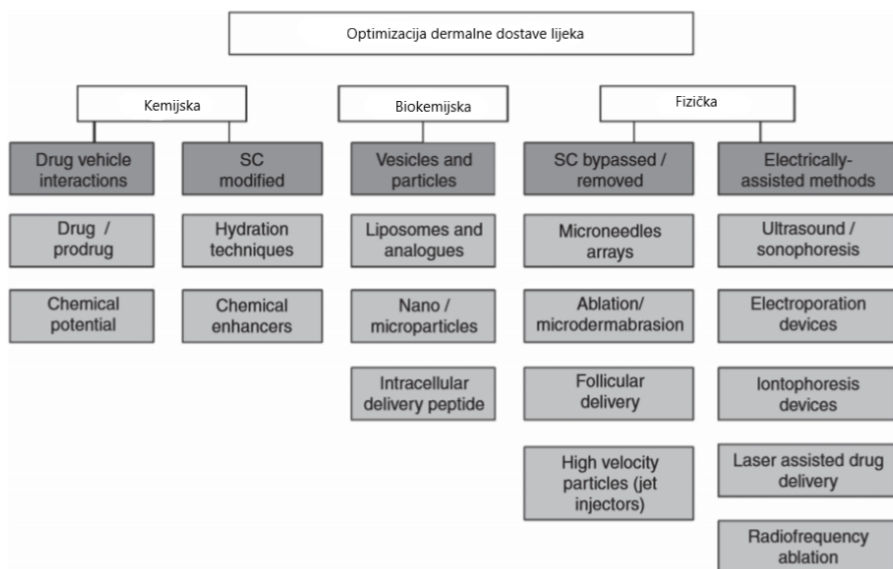 Optimizacija dermalne dostave lijeka
Kemijska
Biokemijska
Fizička
Drug vehicle
interactions
SC
modified
Vesicles and
particles
SC bypassed /
removed
Electrically-
assisted methods
Drug / 
prodrug
Hydration
techniques
Liposomes and
analogues
Microneedles
arrays
Ultrasound /
sonophoresis
Chemical
potential
Chemical
enhancers
Nano /
microparticles
Ablation/
microdermabrasion
Electroporation
devices
Intracellular
delivery peptide
Follicular
delivery
Iontophoresis
devices
High velocity
particles (jet
injectors)
Laser assisted drug
delivery
Radiofrequency
ablation